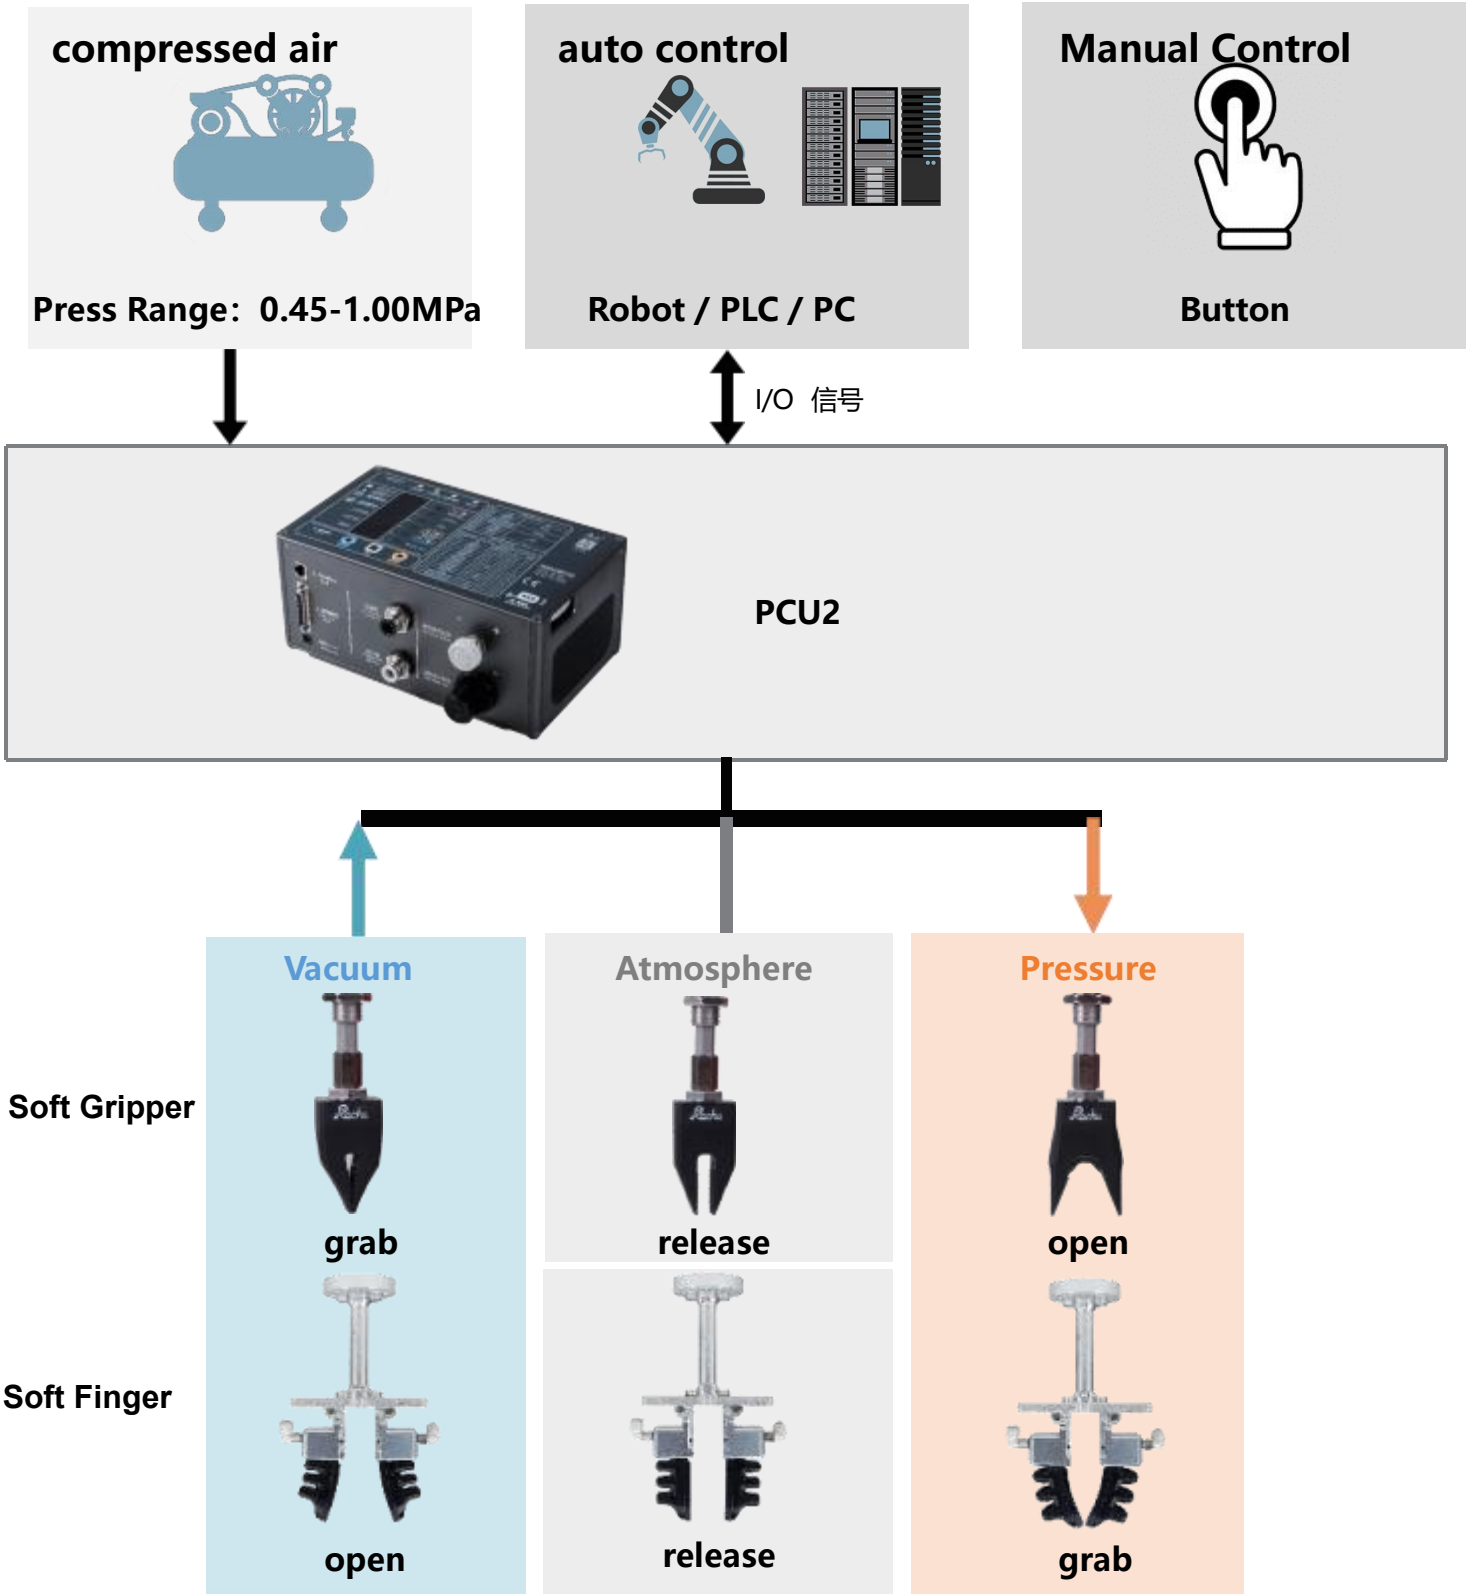 compressed air
auto control
Manual Control
Press Range：0.45-1.00MPa
Robot / PLC / PC
Button
I/O 信号
PCU2
Vacuum
Atmosphere
Pressure
Soft Gripper
grab
release
open
Soft Finger
open
release
grab